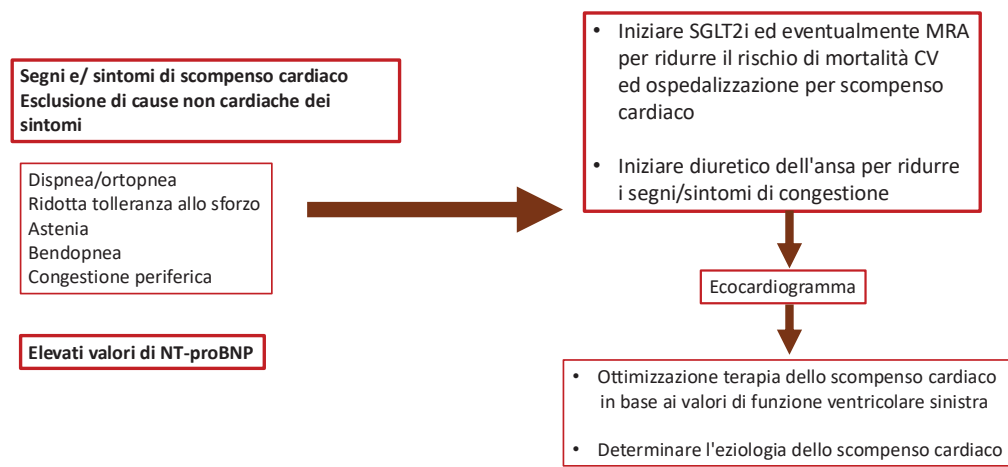 Segni e/ sintomi di scompenso cardiaco
Esclusione di cause non cardiache dei
sintomi
Dispnea/ortopnea
Ridotta tolleranza allo sforzo
Astenia
Bendopnea
Congestione periferica
Elevati valori di NT-proBNP
• Iniziare SGLT2i ed eventualmente MRA
per ridurre il rischio di mortalità CV
ed ospedalizzazione per scompenso
cardiaco
• Iniziare diuretico dell'ansa per ridurre
i segni/sintomi di congestione
Ecocardiogramma
• Ottimizzazione terapia dello scompenso cardiaco
in base ai valori di funzione ventricolare sinistra
• Determinare l'eziologia dello scompenso cardiaco